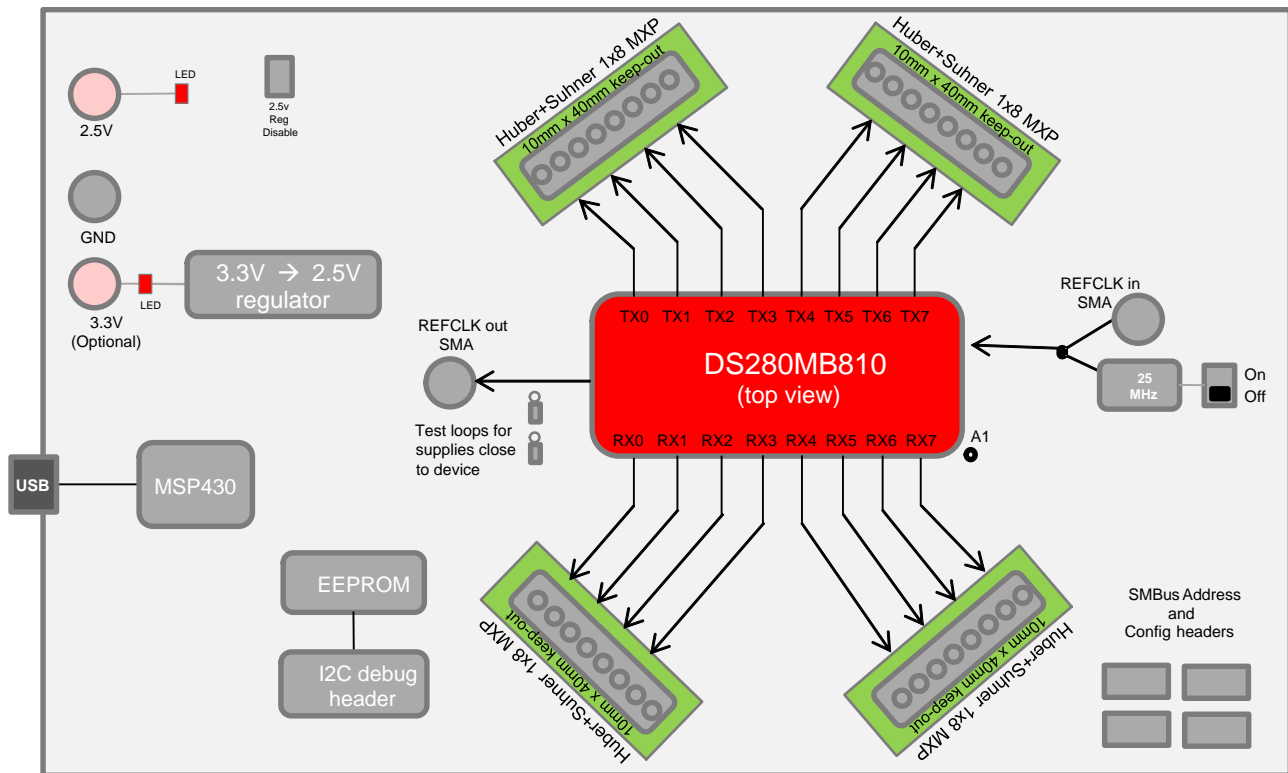 LED
2.5V
2.5v
Reg
Disable
GND
3.3V → 2.5V
regulator
LED
3.3V
(Optional)
Huber+Suhner 1x8 MXP
10mm x 40mm keep-out
Huber+Suhner 1x8 MXP
10mm x 40mm keep-out
TX0 TX1 TX2 TX3 TX4 TX5 TX6 TX7
DS280MB810
(top view)
RX0 RX1 RX2 RX3 RX4 RX5 RX6 RX7
A1
REFCLK out
SMA
REFCLK in
SMA
25
MHz
On
Off
Test loops for
supplies close
to device
USB
MSP430
EEPROM
I2C debug
header
10mm x 40mm keep-out
Huber+Suhner 1x8 MXP
10mm x 40mm keep-out
Huber+Suhner 1x8 MXP
SMBus Address
and
Config headers